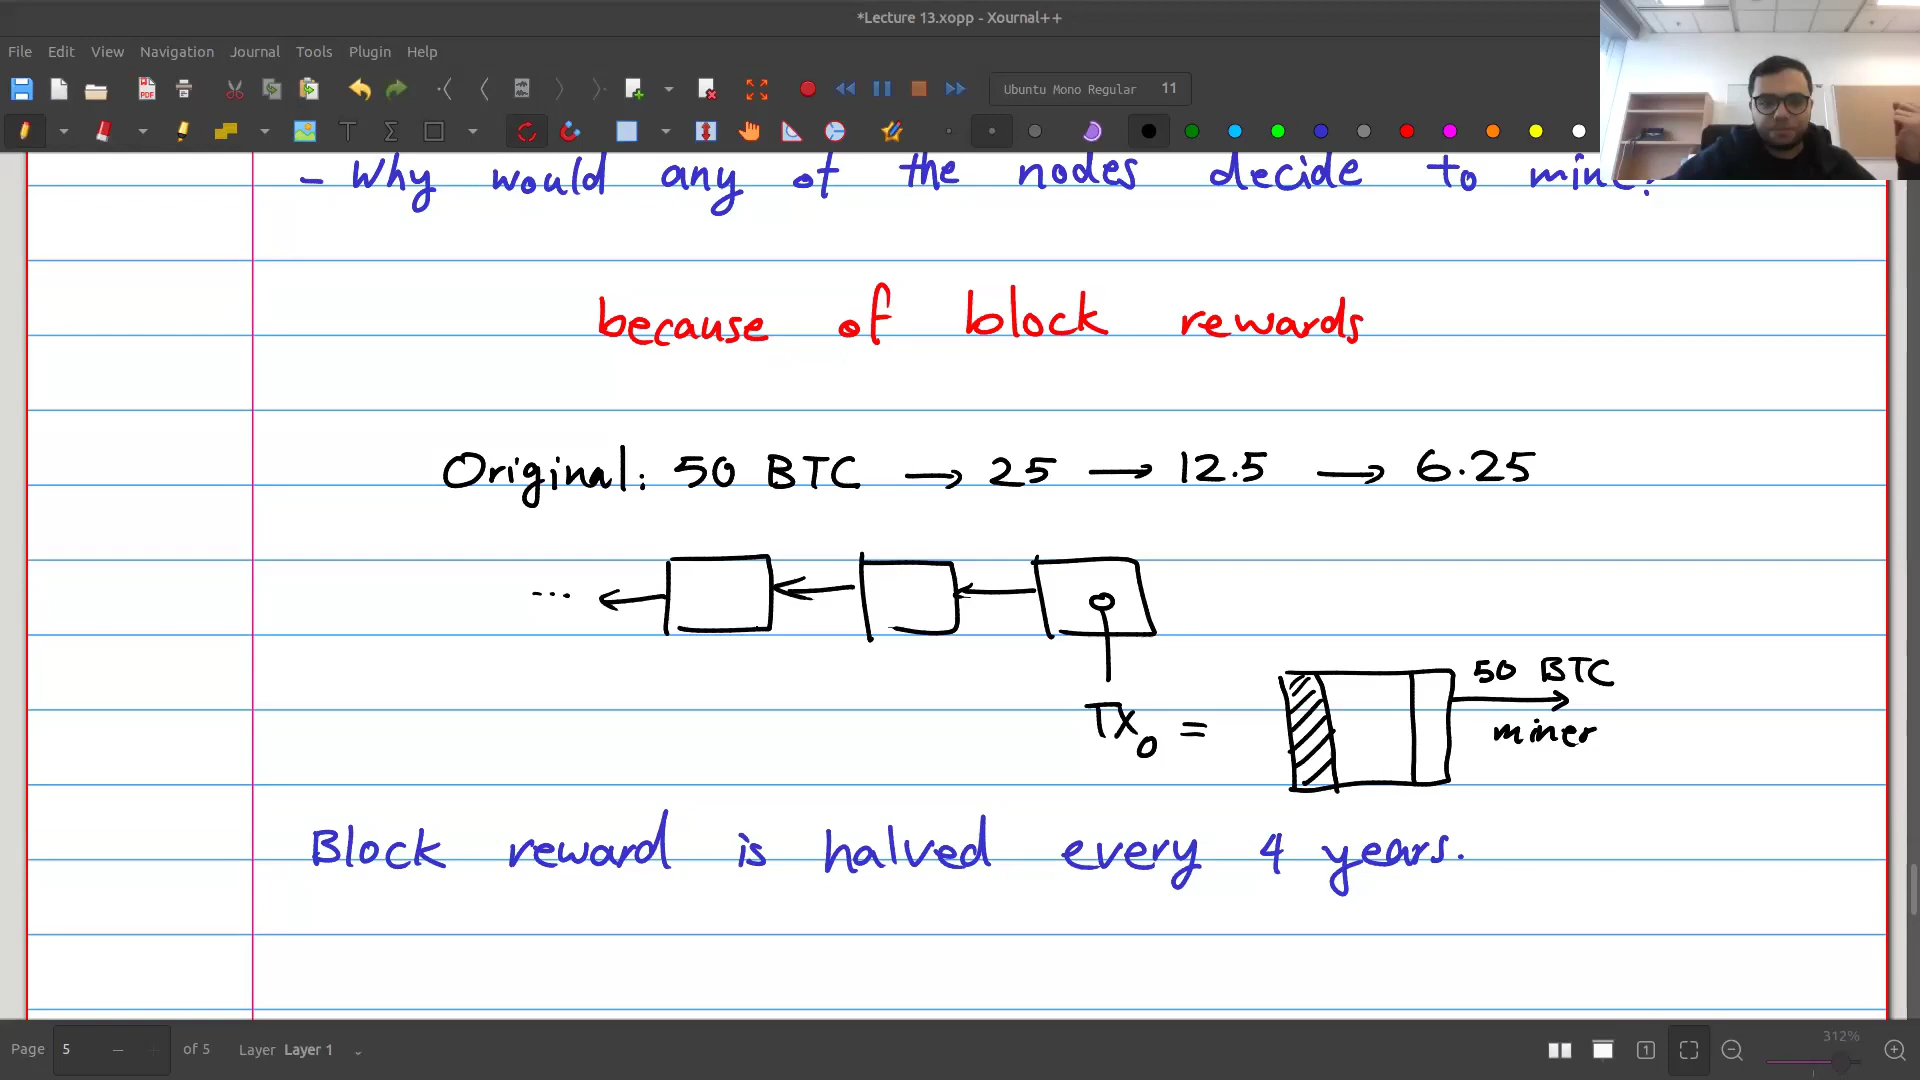 *Lecture 13.xopp - Xournal++
File Edit View Navigation Journal Tools Plugin Help
Ubuntu Mono Regular 11
- Why would any of the nodes decide to mine?
because of block rewards
Original: 50 BTC → 25 → 12.5 → 6.25
...
50 BTC
TX0 =
miner
Block reward is halved every 4 years.
312%
Page 5 of 5 Layer Layer 1